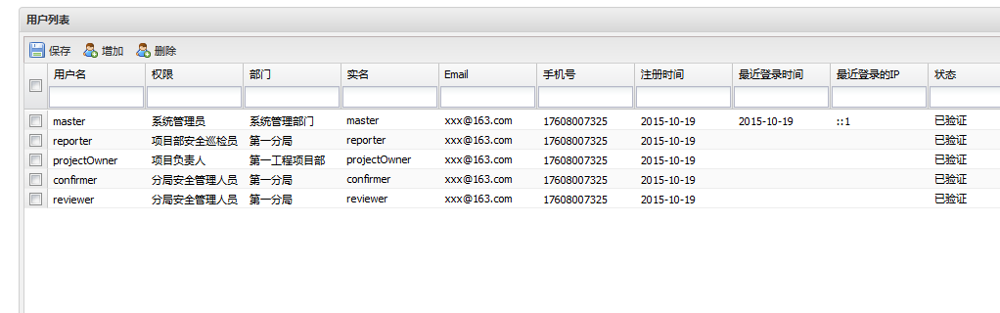 用户列表
保存 增加 删除
用户名 权限 部门 实名 Email 手机号 注册时间 最近登录时间 最近登录的IP 状态
master 系统管理员 系统管理部门 master xxx@163.com 17608007325 2015-10-19 2015-10-19 ::1 已验证
reporter 项目部安全巡检员 第一分局 reporter xxx@163.com 17608007325 2015-10-19 已验证
projectOwner 项目负责人 第一工程项目部 projectOwner xxx@163.com 17608007325 2015-10-19 已验证
confirmer 分局安全管理人员 第一分局 confirmer xxx@163.com 17608007325 2015-10-19 已验证
reviewer 分局安全管理人员 第一分局 reviewer xxx@163.com 17608007325 2015-10-19 已验证